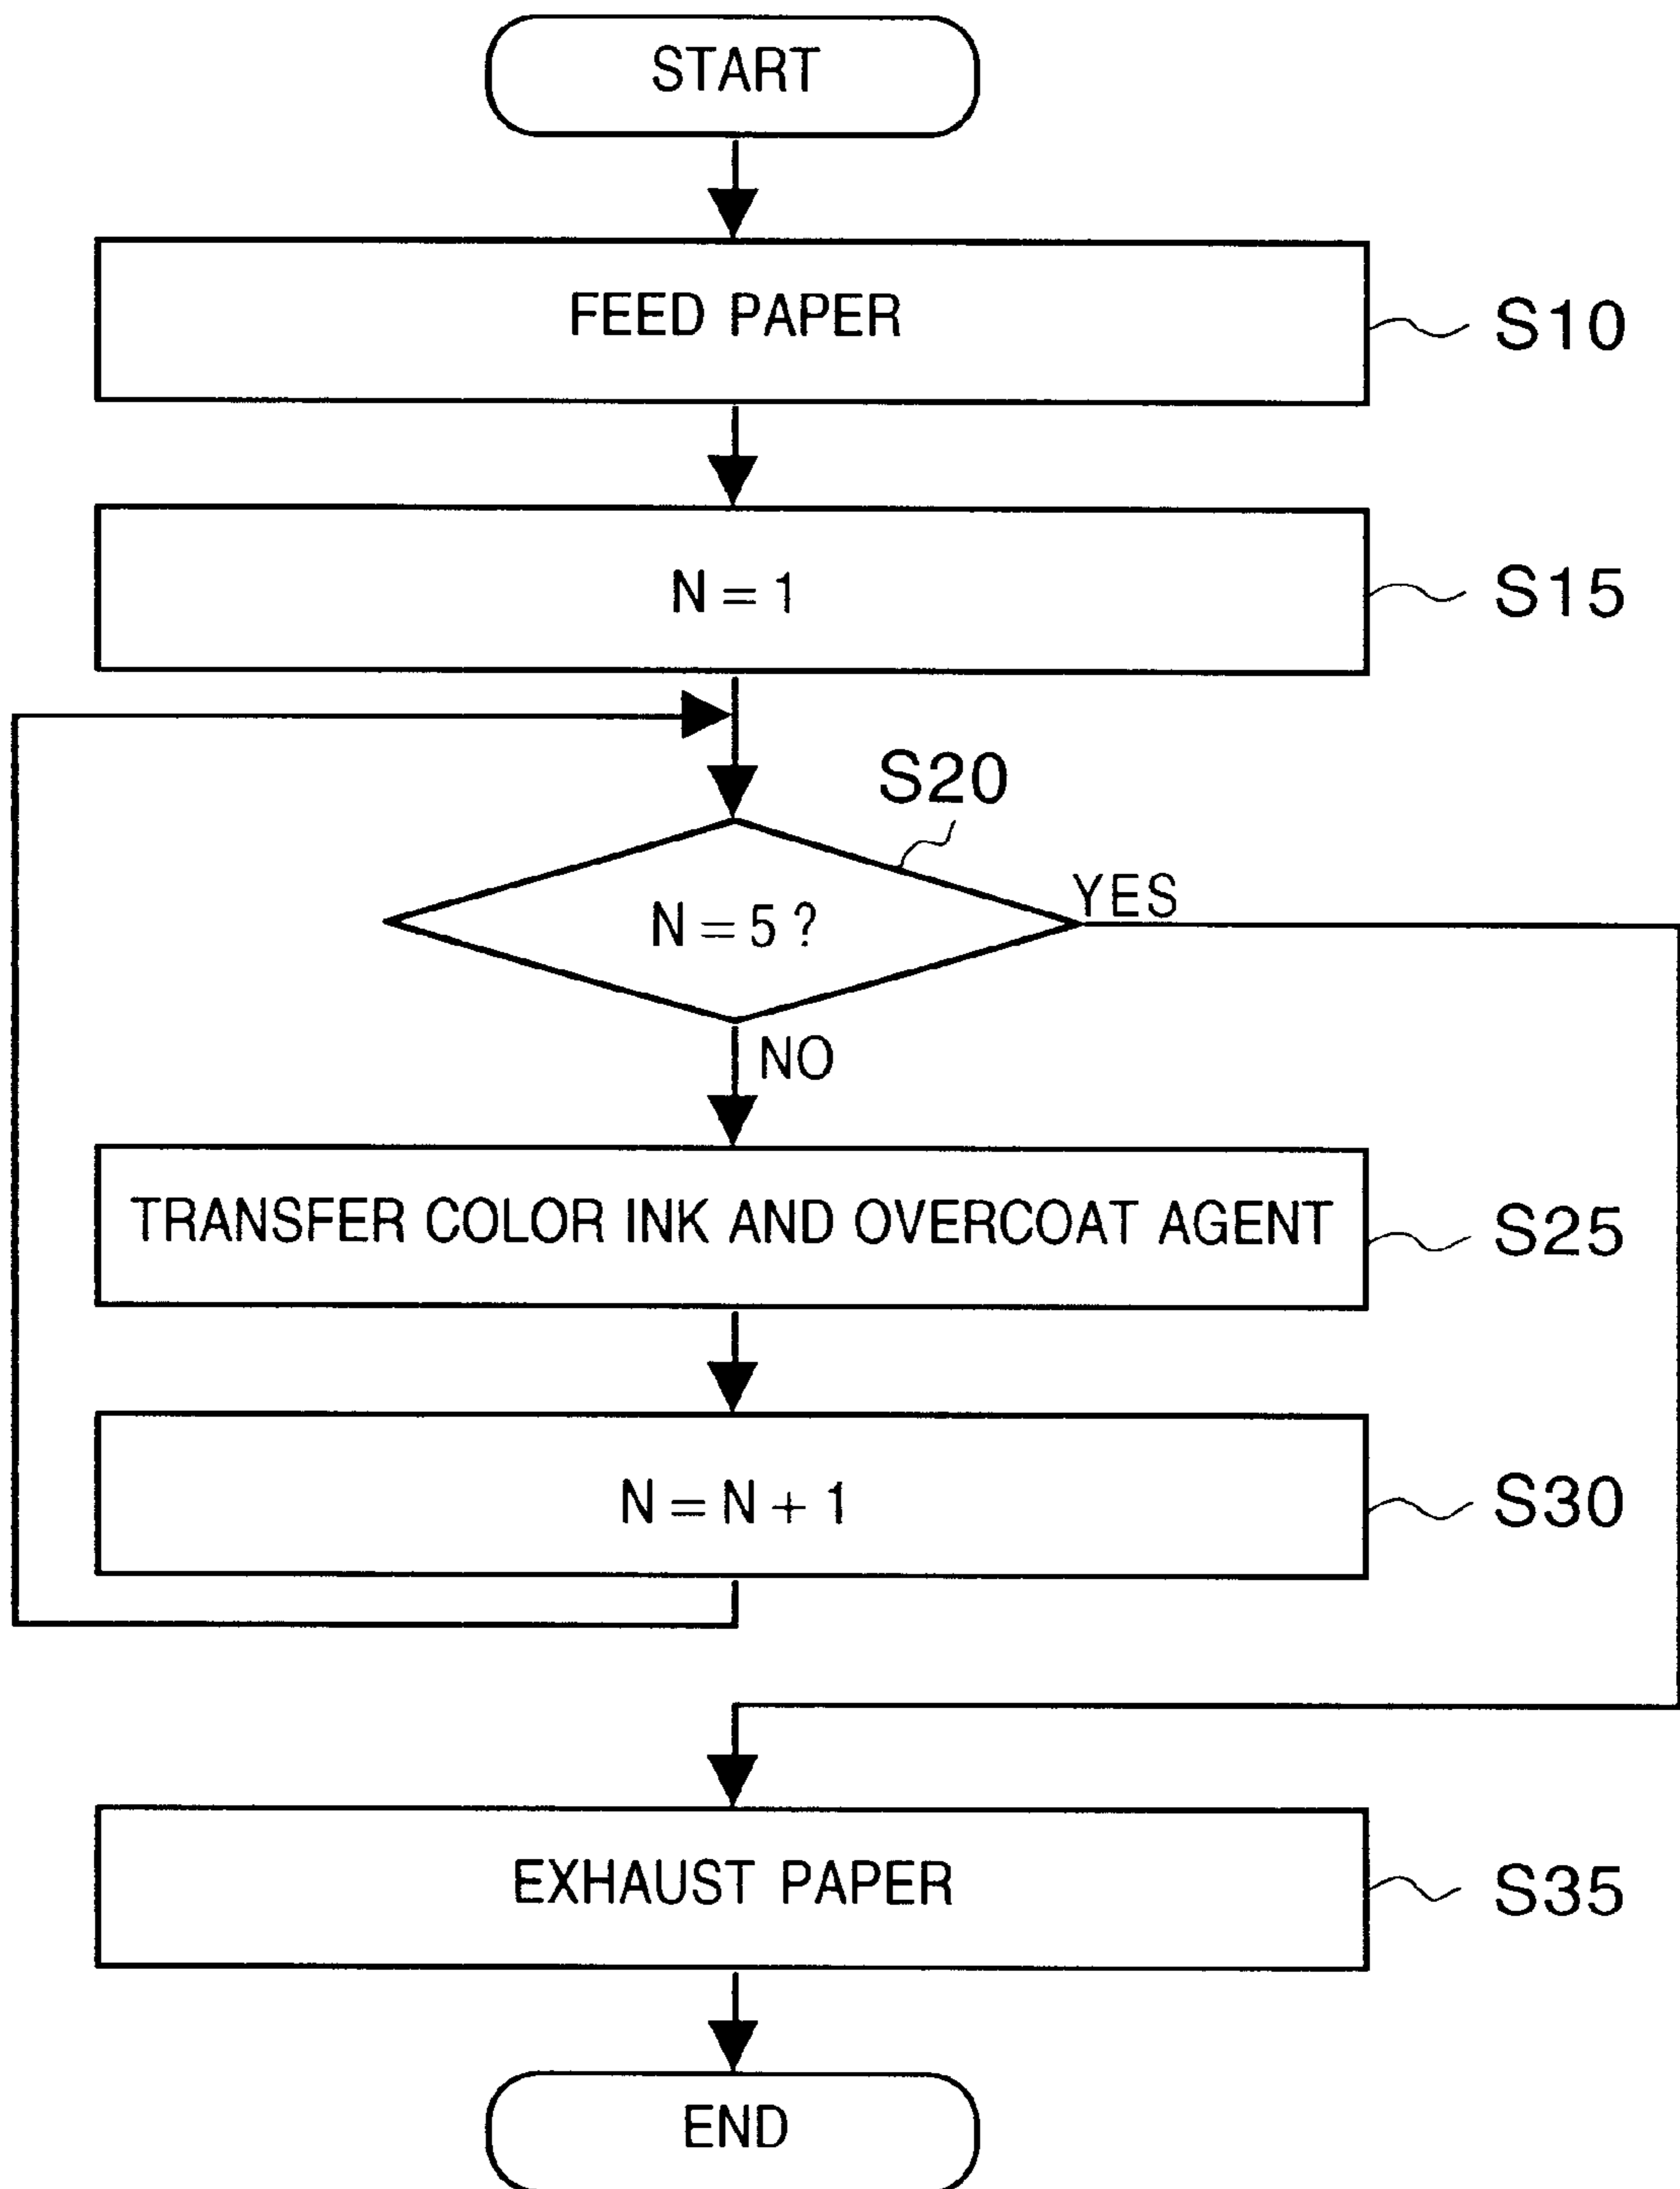 START
FEED PAPER
S10
N = 1
S15
S20
N = 5 ?
YES
NO
TRANSFER COLOR INK AND OVERCOAT AGENT
S25
N = N + 1
S30
EXHAUST PAPER
S35
END